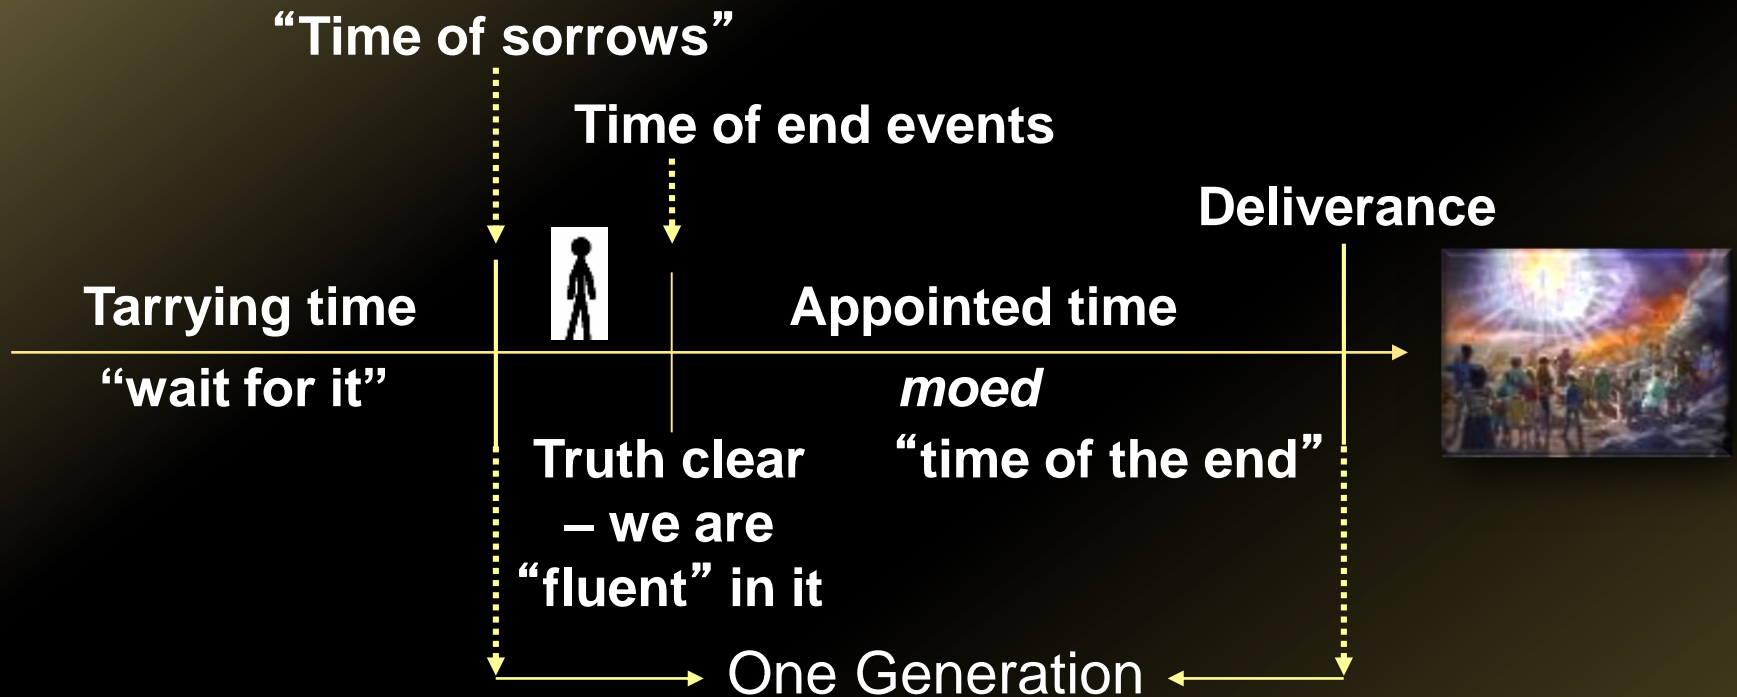 “Time of sorrows”
Time of end events
Deliverance
Tarrying time
Appointed time
“wait for it”
moed
Truth clear
“time of the end”
– we are
“fluent” in it
One Generation